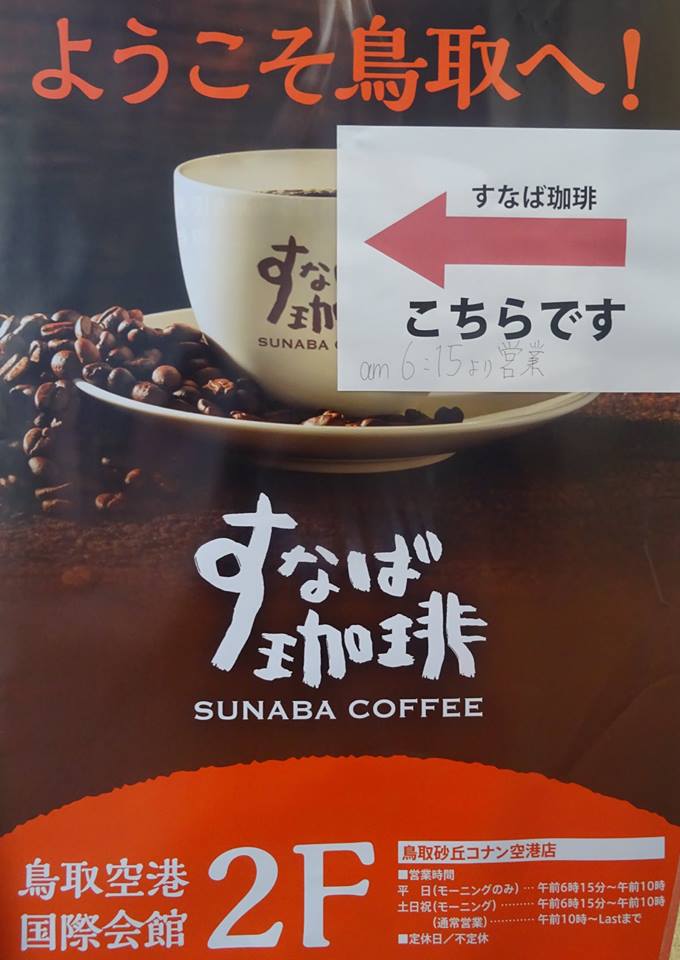 ようこそ鳥取へ！
すなば珈琲
こちらです
am 6:15より営業
すな
珈
SUNABA
すなば
珈琲
SUNABA COFFEE
鳥取空港
国際会館
2F
鳥取砂丘コナン空港店
■営業時間
平　日(モーニングのみ)…午前6時15分～午前10時
土日祝(モーニング)………午前6時15分～午前10時
(通常営業)…………午前10時～Lastまで
■定休日／不定休